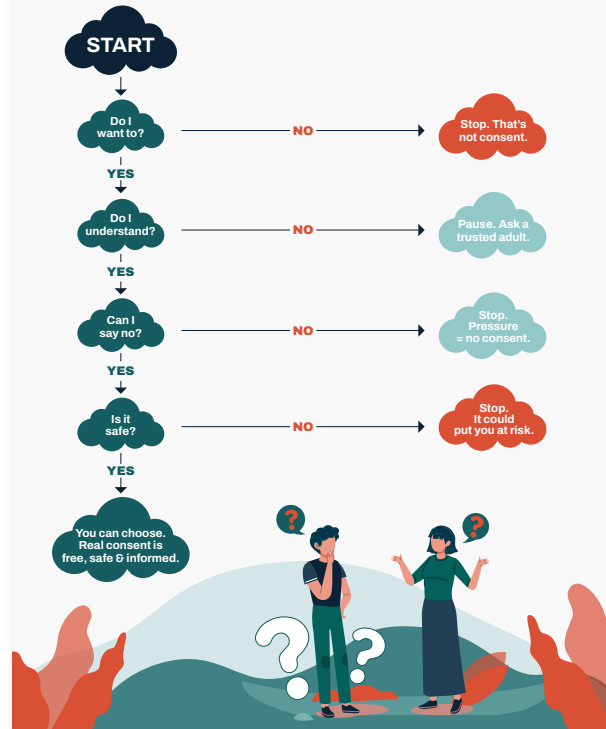 START
Do I
want to?
NO
Stop. That's
not consent.
YES
Do I
understand?
NO
Pause. Ask a
trusted adult.
YES
Can I
say no?
NO
Stop.
Pressure
= no consent.
YES
Is it
safe?
NO
Stop.
It could
put you at risk.
YES
You can choose.
Real consent is
free, safe & informed.
?
?
?
?